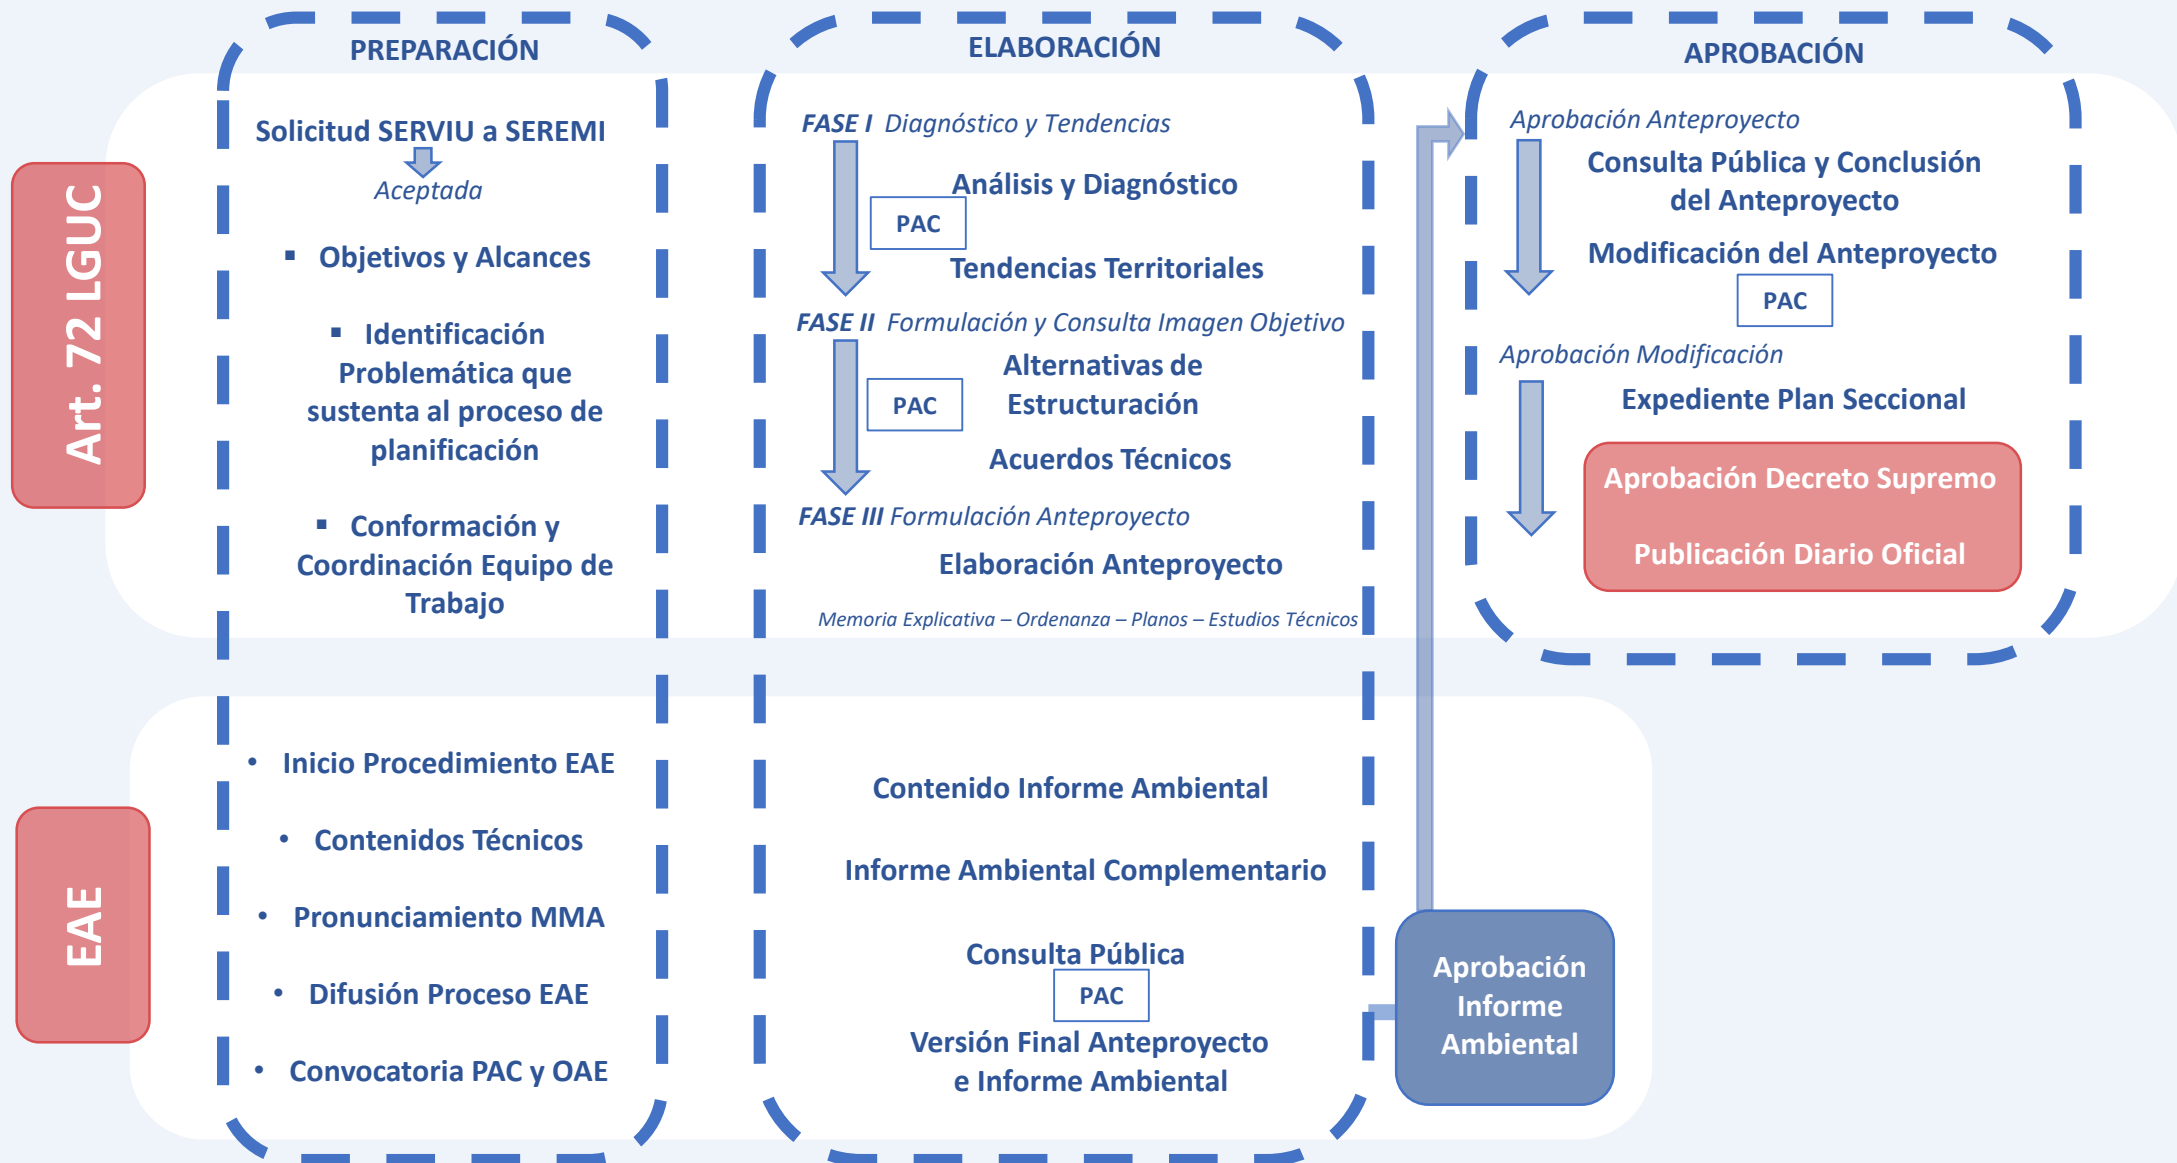 PREPARACIÓN
Art. 72 LGUC
Solicitud SERVIU a SEREMI
Aceptada
▪ Objetivos y Alcances
▪ Identificación
Problemática que
sustenta al proceso de
planificación
▪ Conformación y
Coordinación Equipo de
Trabajo
EAE
• Inicio Procedimiento EAE
• Contenidos Técnicos
• Pronunciamiento MMA
• Difusión Proceso EAE
• Convocatoria PAC y OAE
ELABORACIÓN
FASE I Diagnóstico y Tendencias
Análisis y Diagnóstico
PAC
Tendencias Territoriales
FASE II Formulación y Consulta Imagen Objetivo
Alternativas de
Estructuración
PAC
Acuerdos Técnicos
FASE III Formulación Anteproyecto
Elaboración Anteproyecto
Memoria Explicativa – Ordenanza – Planos – Estudios Técnicos
Contenido Informe Ambiental
Informe Ambiental Complementario
Consulta Pública
PAC
Versión Final Anteproyecto
e Informe Ambiental
Aprobación
Informe
Ambiental
APROBACIÓN
Aprobación Anteproyecto
Consulta Pública y Conclusión
del Anteproyecto
Modificación del Anteproyecto
PAC
Aprobación Modificación
Expediente Plan Seccional
Aprobación Decreto Supremo
Publicación Diario Oficial